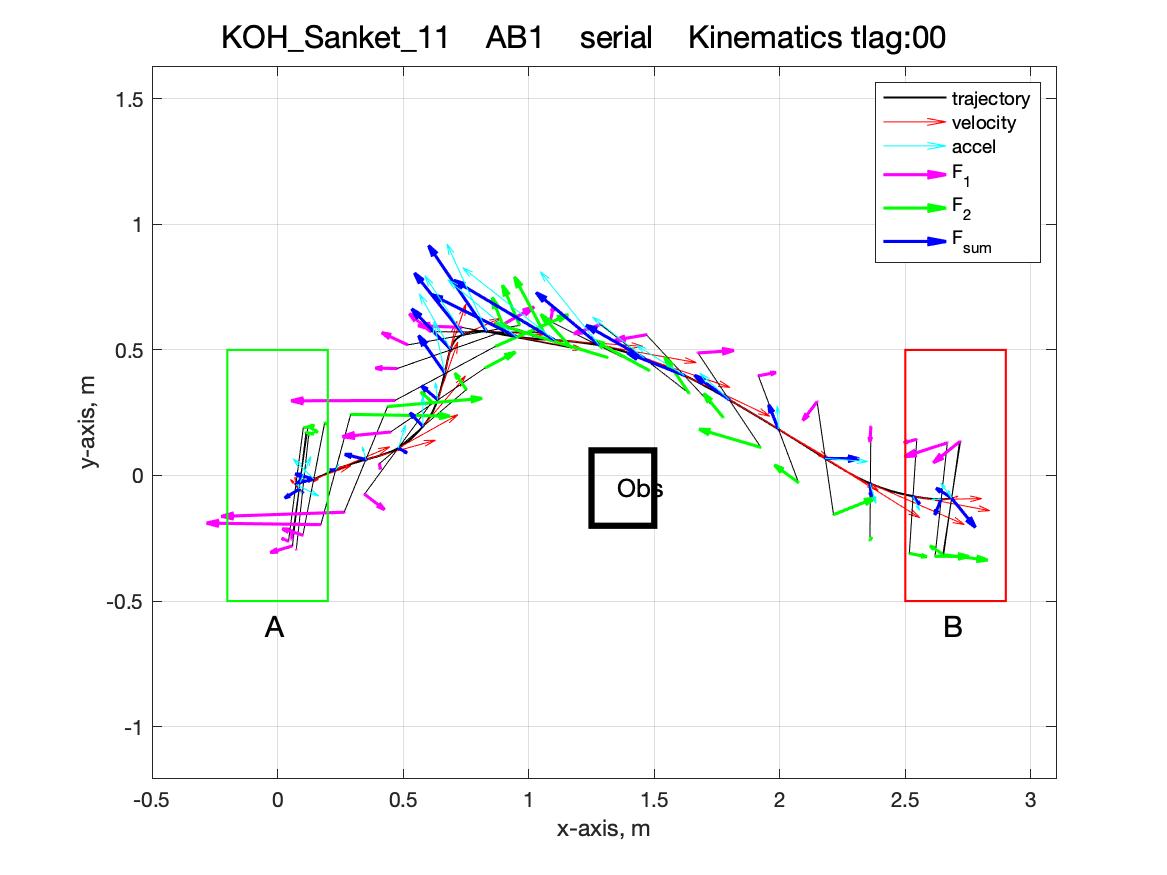 KOH_Sanket_11 AB1 serial Kinematics tlag:00
trajectory
velocity
accel
F1
F2
Fsum
1.5
1
0.5
0
-0.5
-1
y-axis, m
Obs
A
B
-0.5 0 0.5 1 1.5 2 2.5 3
x-axis, m